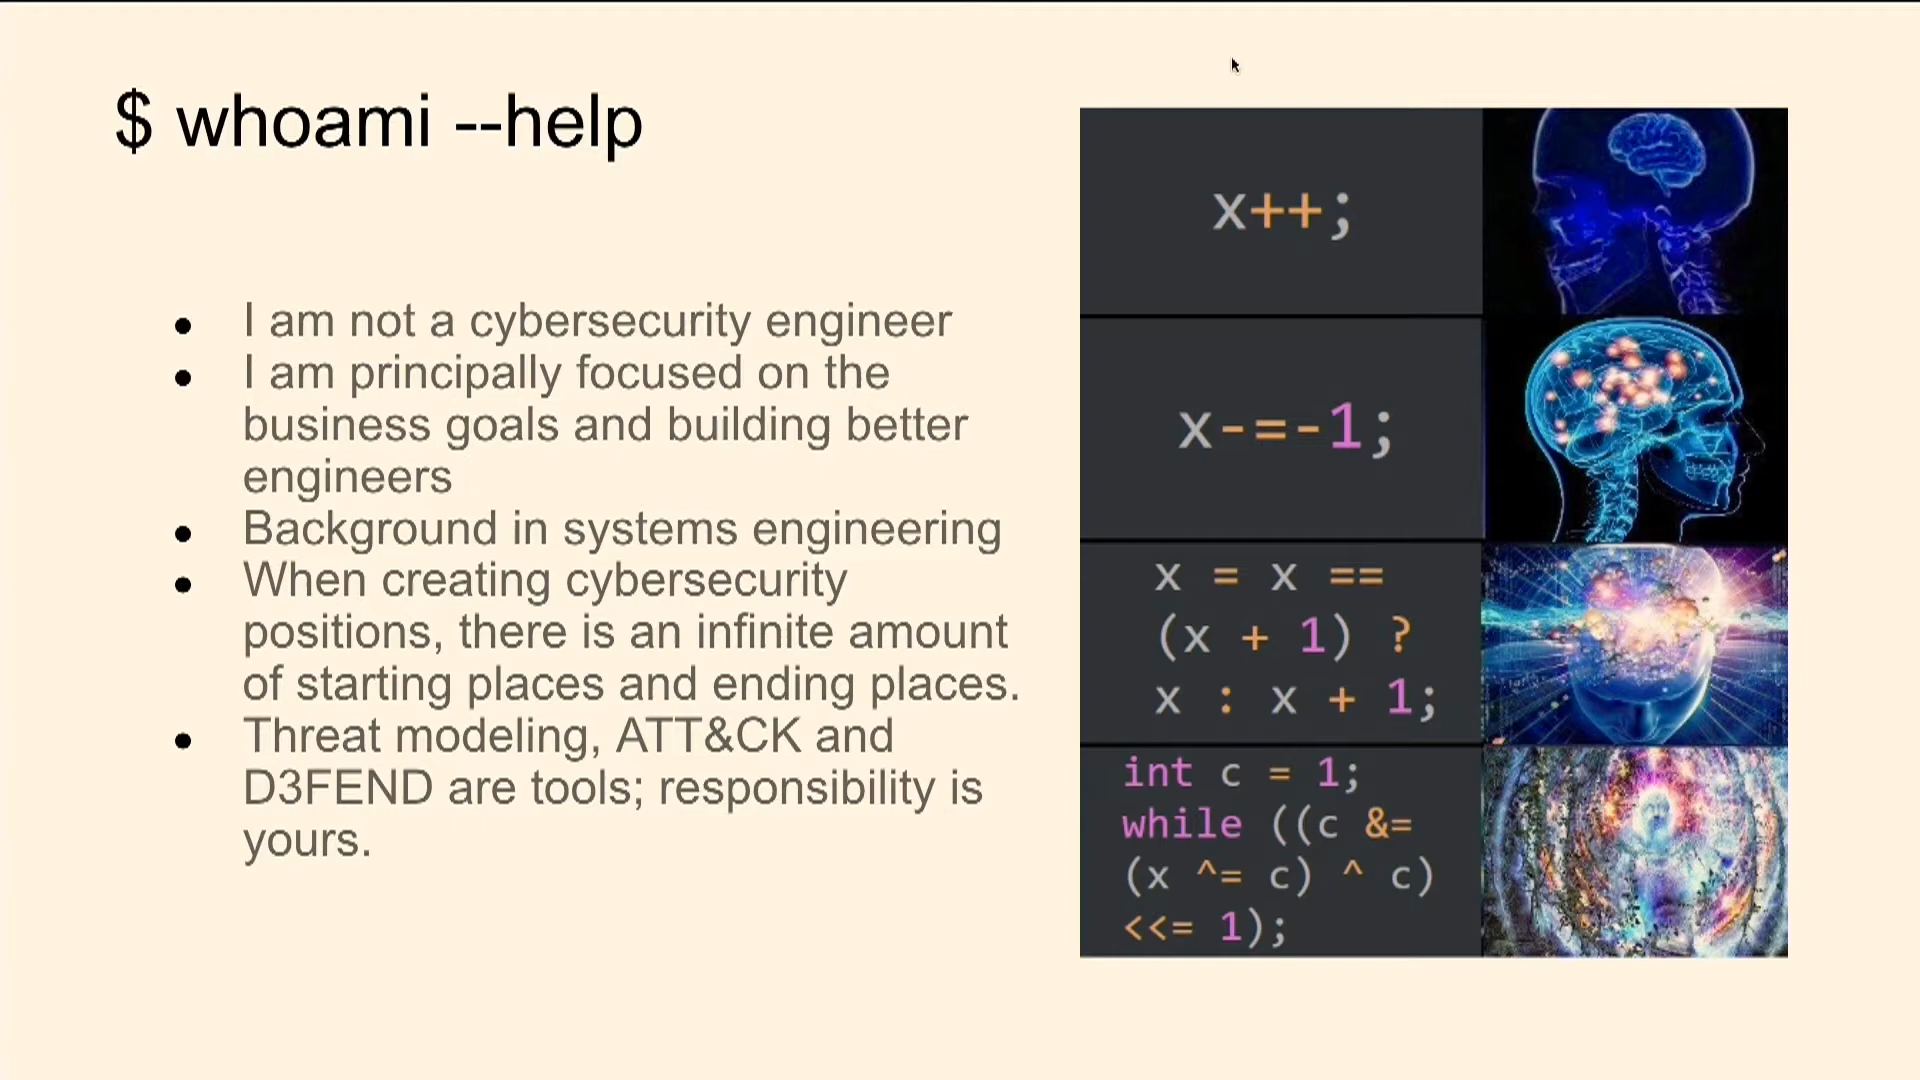 $ whoami --help
● I am not a cybersecurity engineer
● I am principally focused on the
business goals and building better
engineers
● Background in systems engineering
● When creating cybersecurity
positions, there is an infinite amount
of starting places and ending places.
● Threat modeling, ATT&CK and
D3FEND are tools; responsibility is
yours.
x++;
x-=-1;
x = x ==
(x + 1) ?
x : x + 1;
int c = 1;
while ((c &=
(x ^= c) ^ c)
<<= 1);